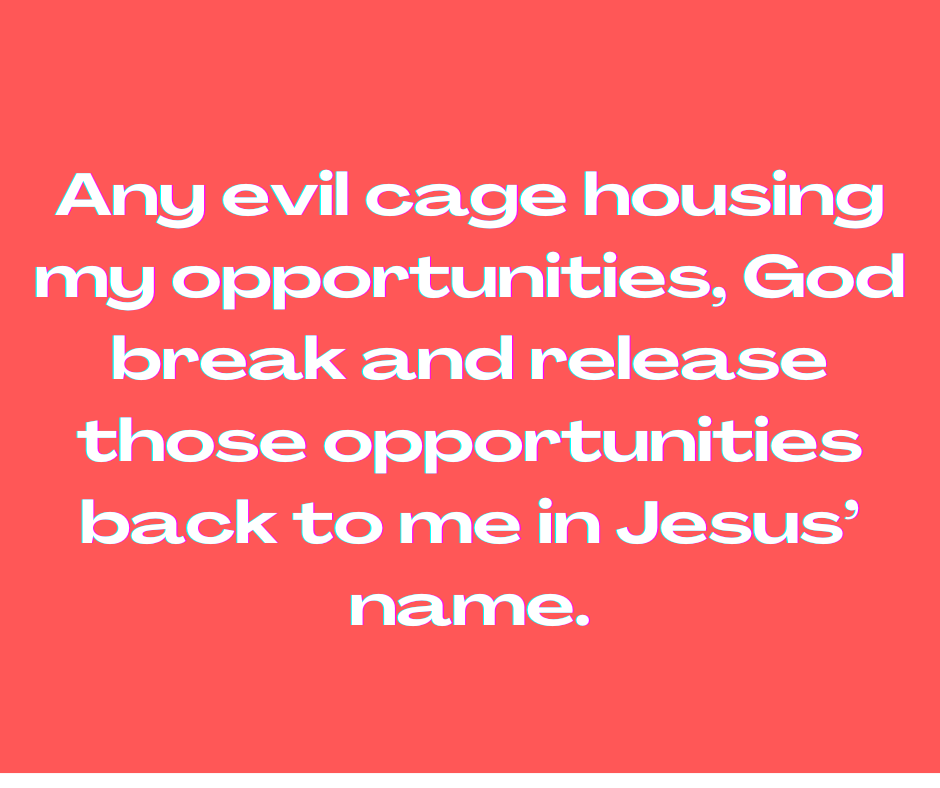 Any evil cage housing
my opportunities, God
break and release
those opportunities
back to me in Jesus’
name.